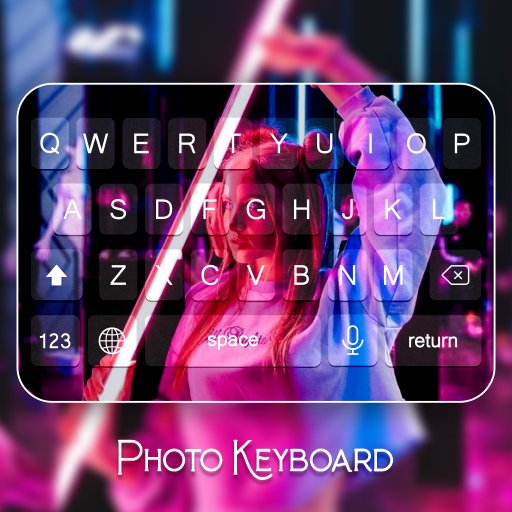 Q W E R T Y U I O P
A S D F G H J K L
Z X C V B N M
123 space return
Photo Keyboard